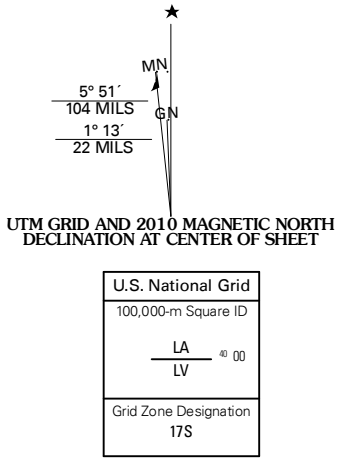 ★
MN
5° 51´
104 MILS
GN
1° 13´
22 MILS
UTM GRID AND 2010 MAGNETIC NORTH
DECLINATION AT CENTER OF SHEET
U.S. National Grid
100,000-m Square ID
LA
40 00
LV
Grid Zone Designation
17S